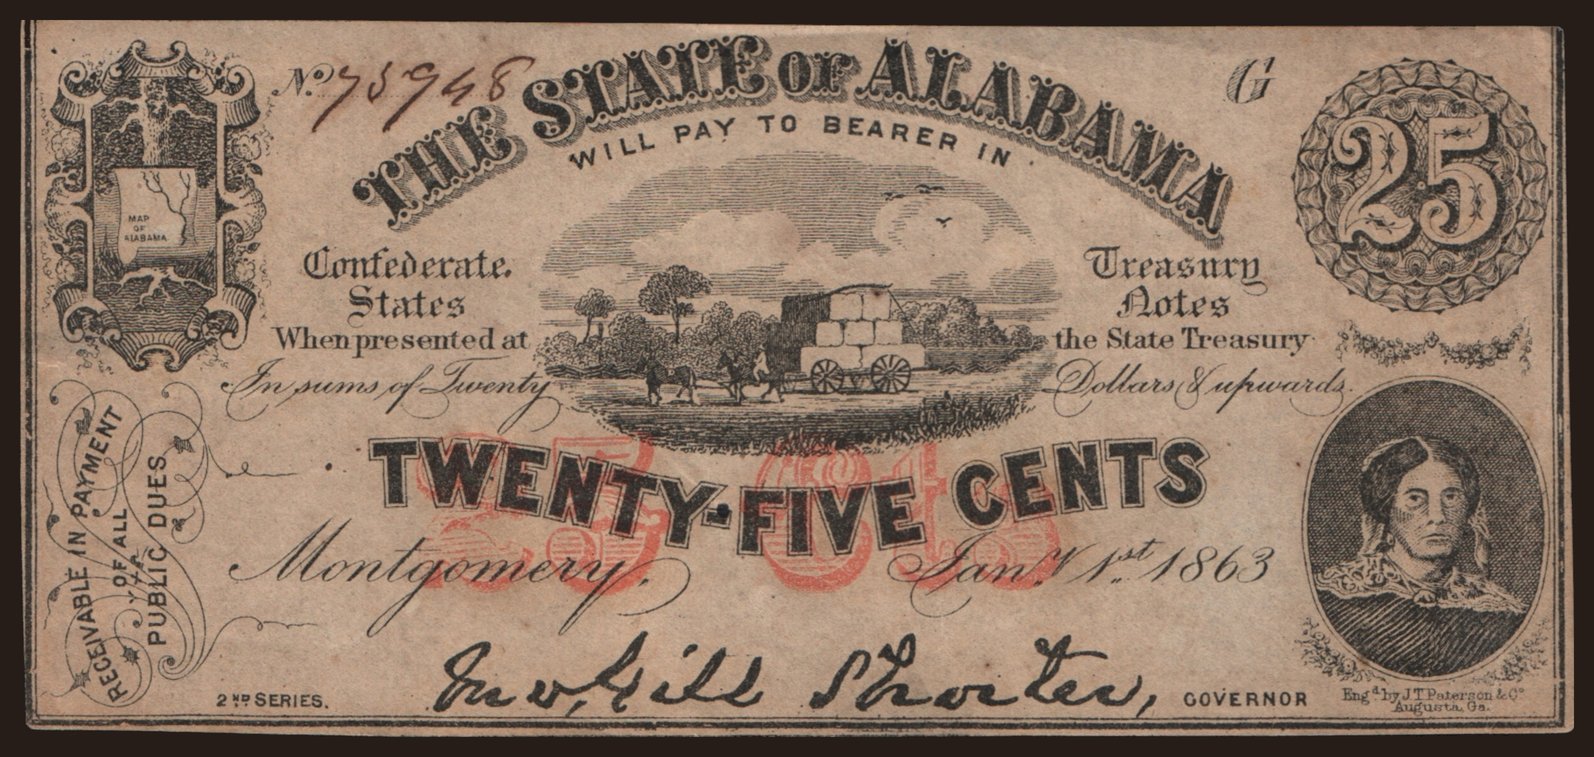 No 75948
G
THE STATE OF ALABAMA
WILL PAY TO BEARER IN
25
MAP
OF
ALABAMA
Confederate
States
Treasury
Notes
When presented at
the State Treasury
In sums of Twenty
Dollars & upwards.
TWENTY-FIVE CENTS
25 Cts
RECEIVABLE IN PAYMENT
OF ALL
PUBLIC DUES
Montgomery, Jany 1st 1863
Jno, Gill Shorter, GOVERNOR
2ND SERIES.
Engd by J.T. Paterson & Co
Augusta, Ga.